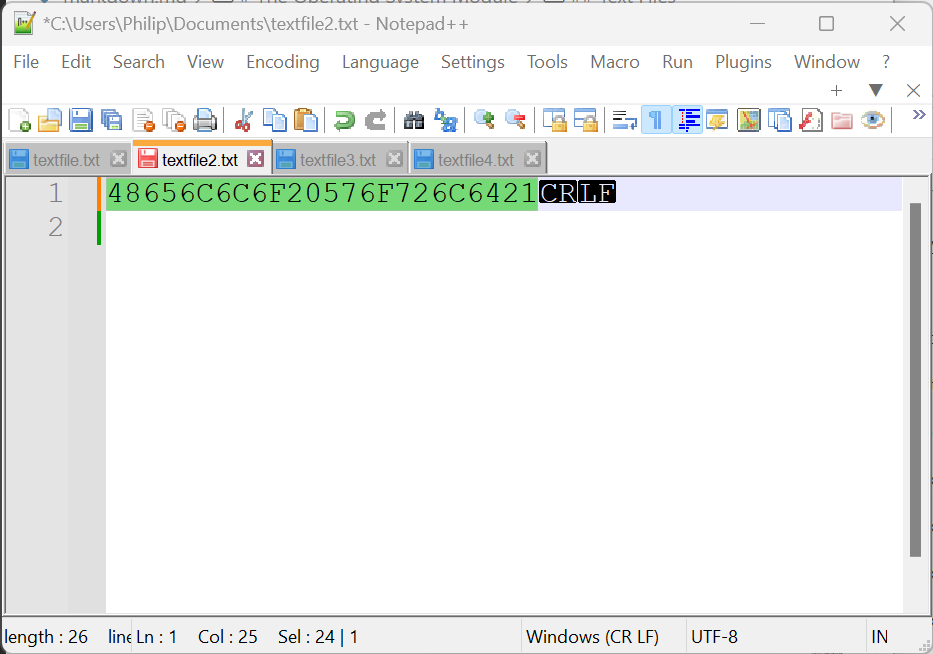 *C:\Users\Philip\Documents\textfile2.txt - Notepad++
File Edit Search View Encoding Language Settings Tools Macro Run Plugins Window ?
textfile.txt textfile2.txt textfile3.txt textfile4.txt
1 48656C6C6F20576F726C6421CRLF
2
length : 26 line Ln : 1 Col : 25 Sel : 24 | 1 Windows (CR LF) UTF-8 IN